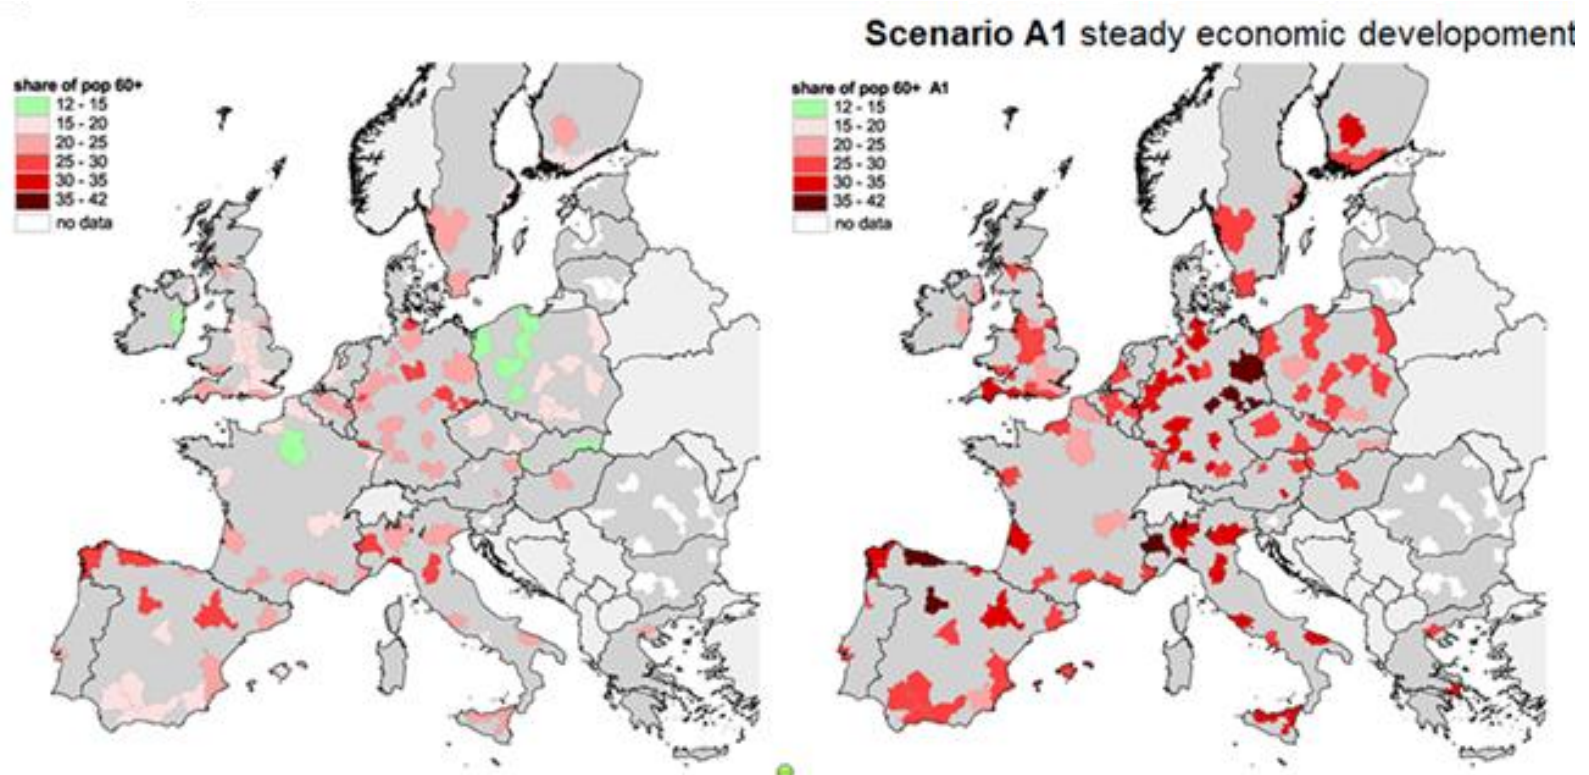 Scenario A1 steady economic developoment
share of pop 60+
12 - 15
15 - 20
20 - 25
25 - 30
30 - 35
35 - 42
no data
share of pop 60+ A1
12 - 15
15 - 20
20 - 25
25 - 30
30 - 35
35 - 42
no data